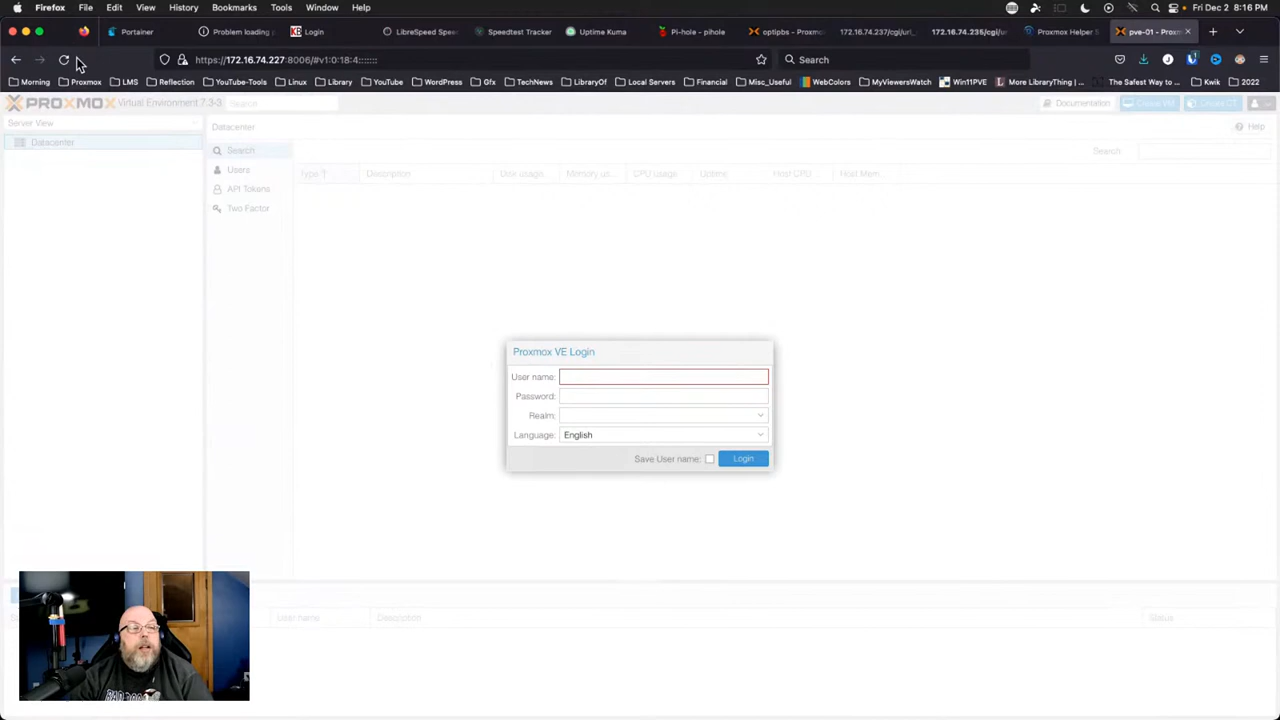 Firefox File Edit View History Bookmarks Tools Window Help Fri Dec 2 8:16 PM
Portainer Problem loading KB Login LibreSpeed Spee Speedtest Tracker Uptime Kuma Pi-hole - pihole optipbs - Proxmo 172.16.74.237/cgi/url_ 172.16.74.235/cgi/ur Proxmox Helper S pve-01 - Proxm
https://172.16.74.227:8006/#v1:0:18:4::::::: Search
Morning Proxmox LMS Reflection YouTube-Tools Linux Library YouTube Gfx WordPress TechNews LibraryOf Local Servers Financial Misc_Useful WebColors MyViewersWatch Win11PVE More LibraryThing |... The Safest Way to... Kwik 2022
PROXMOX Virtual Environment 7.3-3 Search Documentation Create VM Create CT
Server View
Datacenter
Datacenter
Help
Search
Users
API Tokens
Two Factor
Search:
Type Description Disk usage... Memory us... CPU usage Uptime Host CPU... Host Mem...
Proxmox VE Login
User name:
Password:
Realm:
Language: English
Save User name: Login
User name Description Status